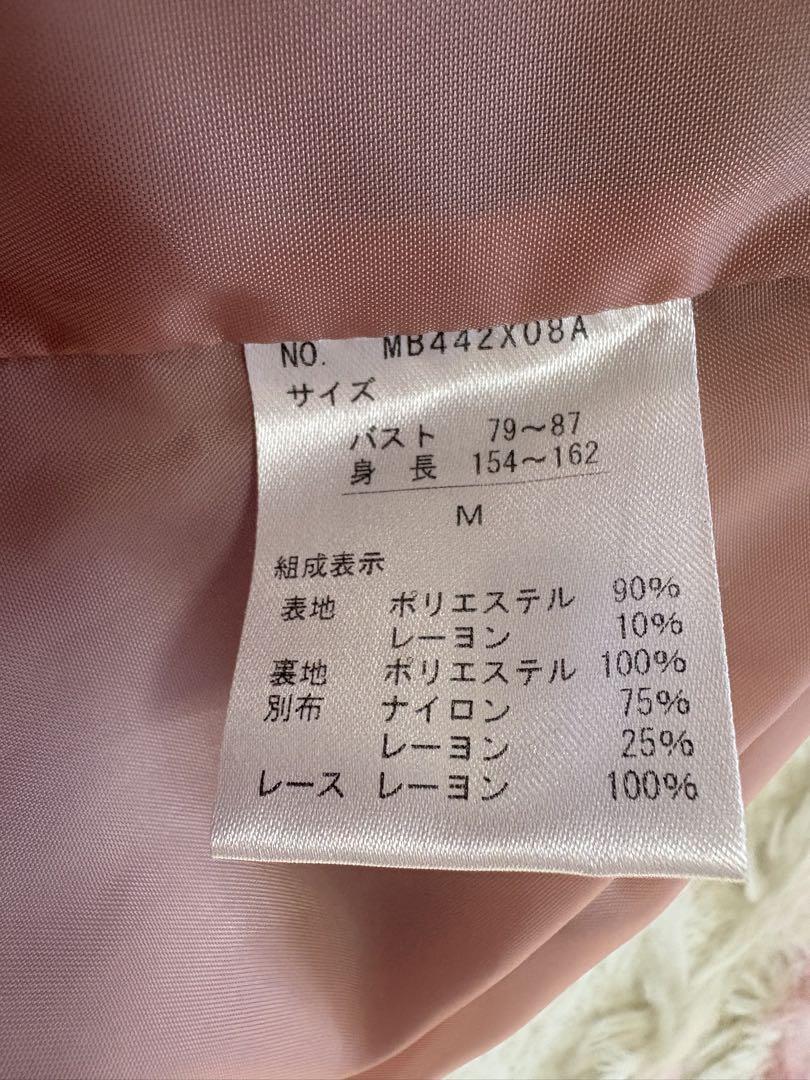 NO. MB442X08A
サイズ
バスト 79～87
身長 154～162
M
組成表示
表地 ポリエステル 90%
レーヨン 10%
裏地 ポリエステル 100%
別布 ナイロン 75%
レーヨン 25%
レース レーヨン 100%